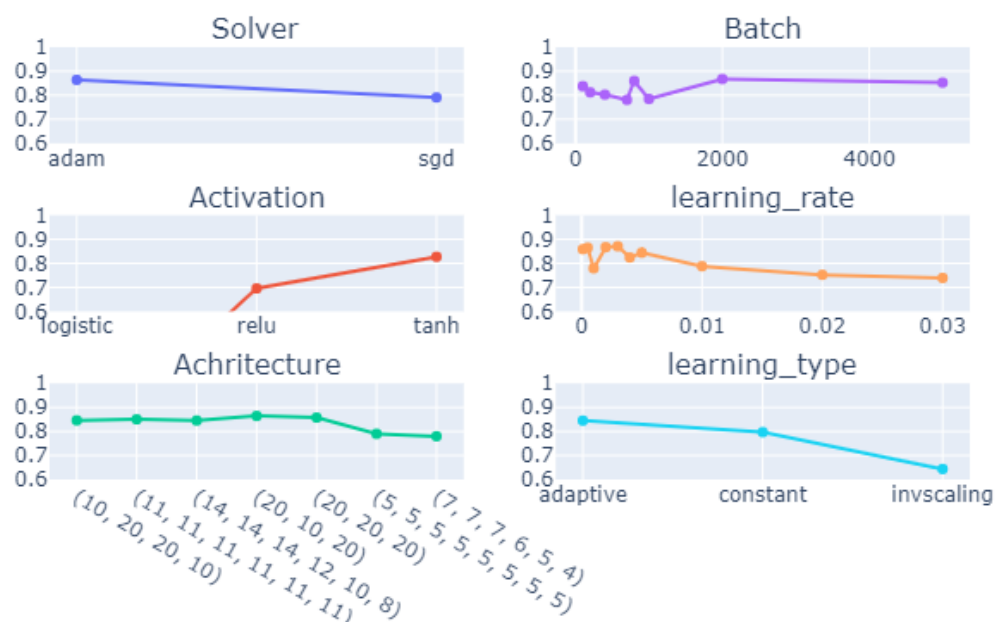 Solver
1
0.9
0.8
0.7
0.6
adam sgd
Batch
1
0.9
0.8
0.7
0.6
0 2000 4000
Activation
1
0.9
0.8
0.7
0.6
logistic relu tanh
learning_rate
1
0.9
0.8
0.7
0.6
0 0.01 0.02 0.03
Achritecture
1
0.9
0.8
0.7
0.6
(10, 20, 20, 10)
(11, 11, 11, 11, 11, 11)
(14, 14, 14, 12, 10, 8)
(20, 10, 20)
(20, 20, 20)
(5, 5, 5, 5, 5, 5, 5, 5)
(7, 7, 7, 6, 5, 4)
learning_type
1
0.9
0.8
0.7
0.6
adaptive constant invscaling